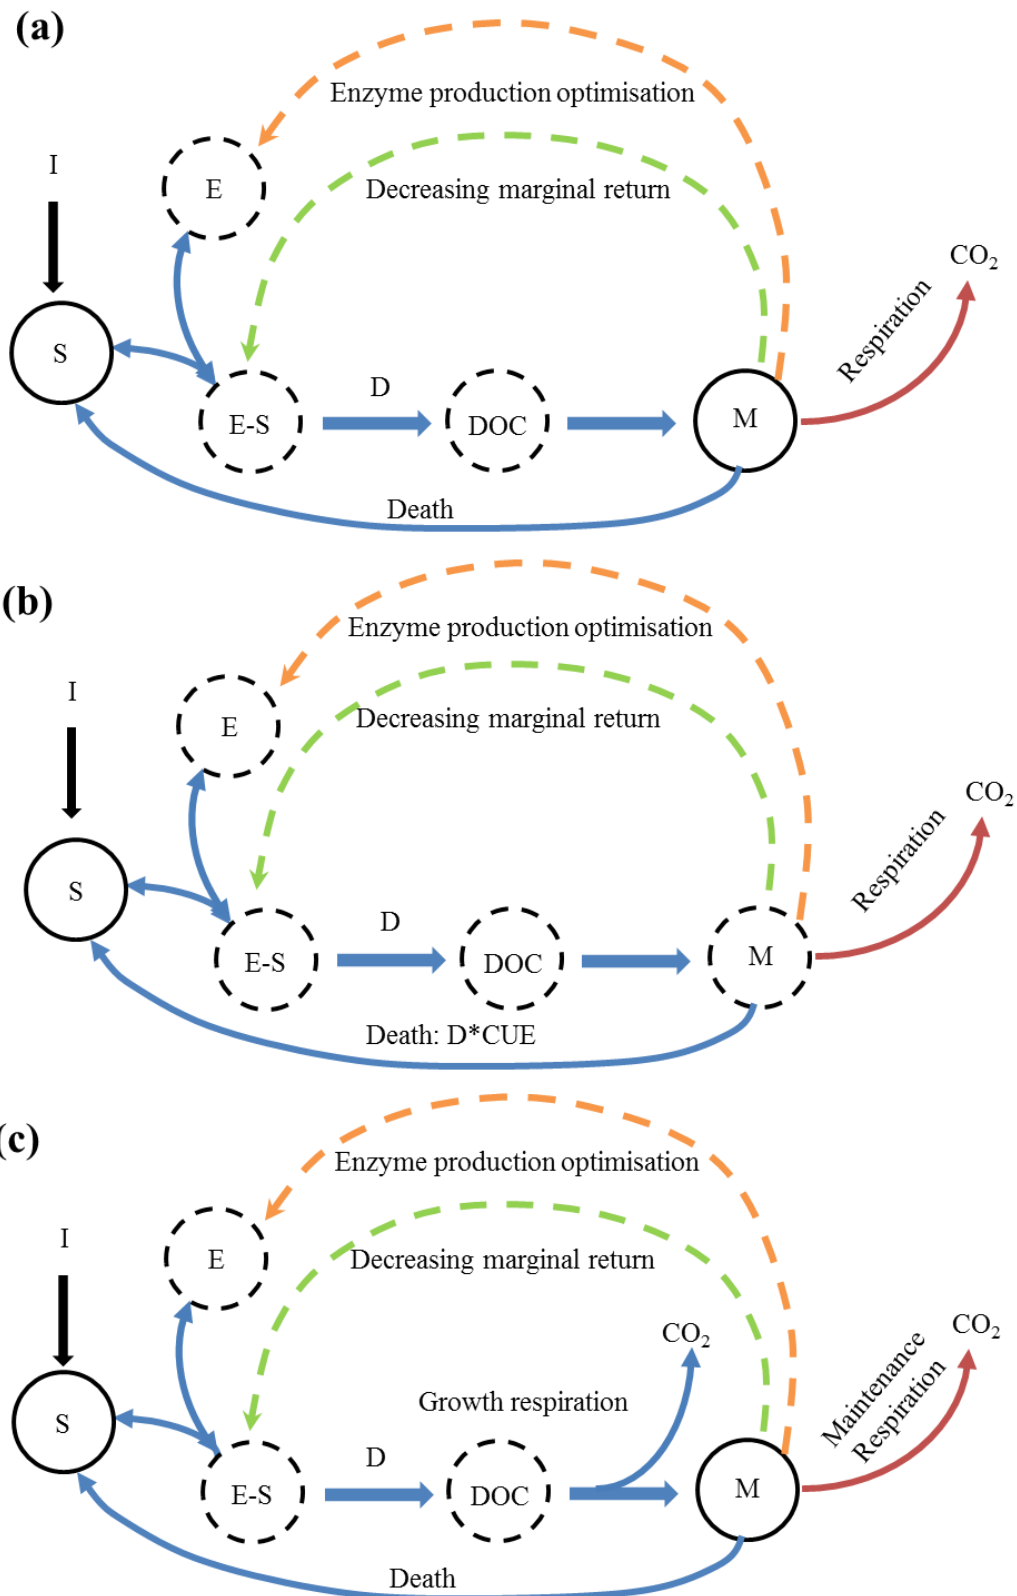 (a)
Enzyme production optimisation
I
E
Decreasing marginal return
CO₂
Respiration
S
D
E-S
DOC
M
Death
(b)
Enzyme production optimisation
I
E
Decreasing marginal return
CO₂
Respiration
S
D
E-S
DOC
M
Death: D*CUE
(c)
Enzyme production optimisation
I
E
Decreasing marginal return
CO₂
CO₂
Maintenance
Respiration
Growth respiration
S
D
E-S
DOC
M
Death